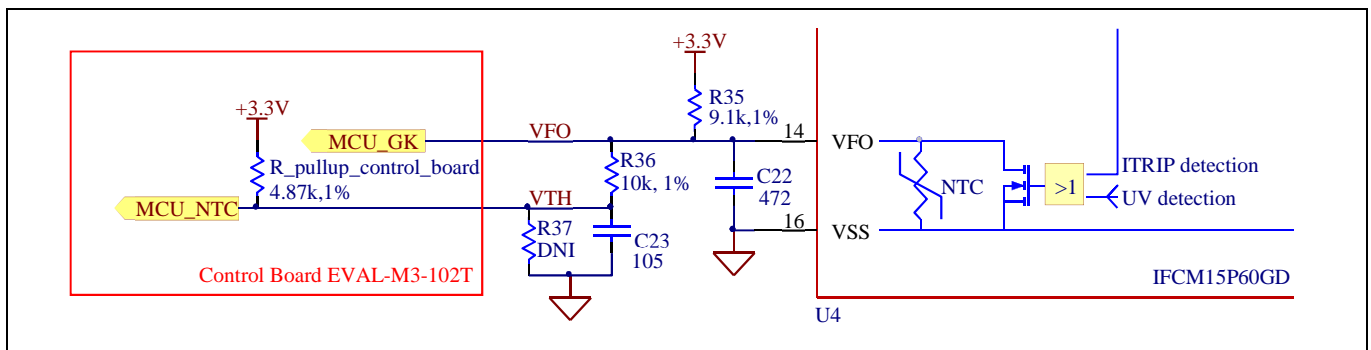 +3.3V
R35
9.1k,1%
+3.3V
MCU_GK
VFO
14
VFO
ITRIP detection
R_pullup_control_board
4.87k,1%
R36
10k, 1%
C22
472
NTC
>1
UV detection
MCU_NTC
VTH
R37
DNI
C23
105
16
VSS
Control Board EVAL-M3-102T
IFCM15P60GD
U4